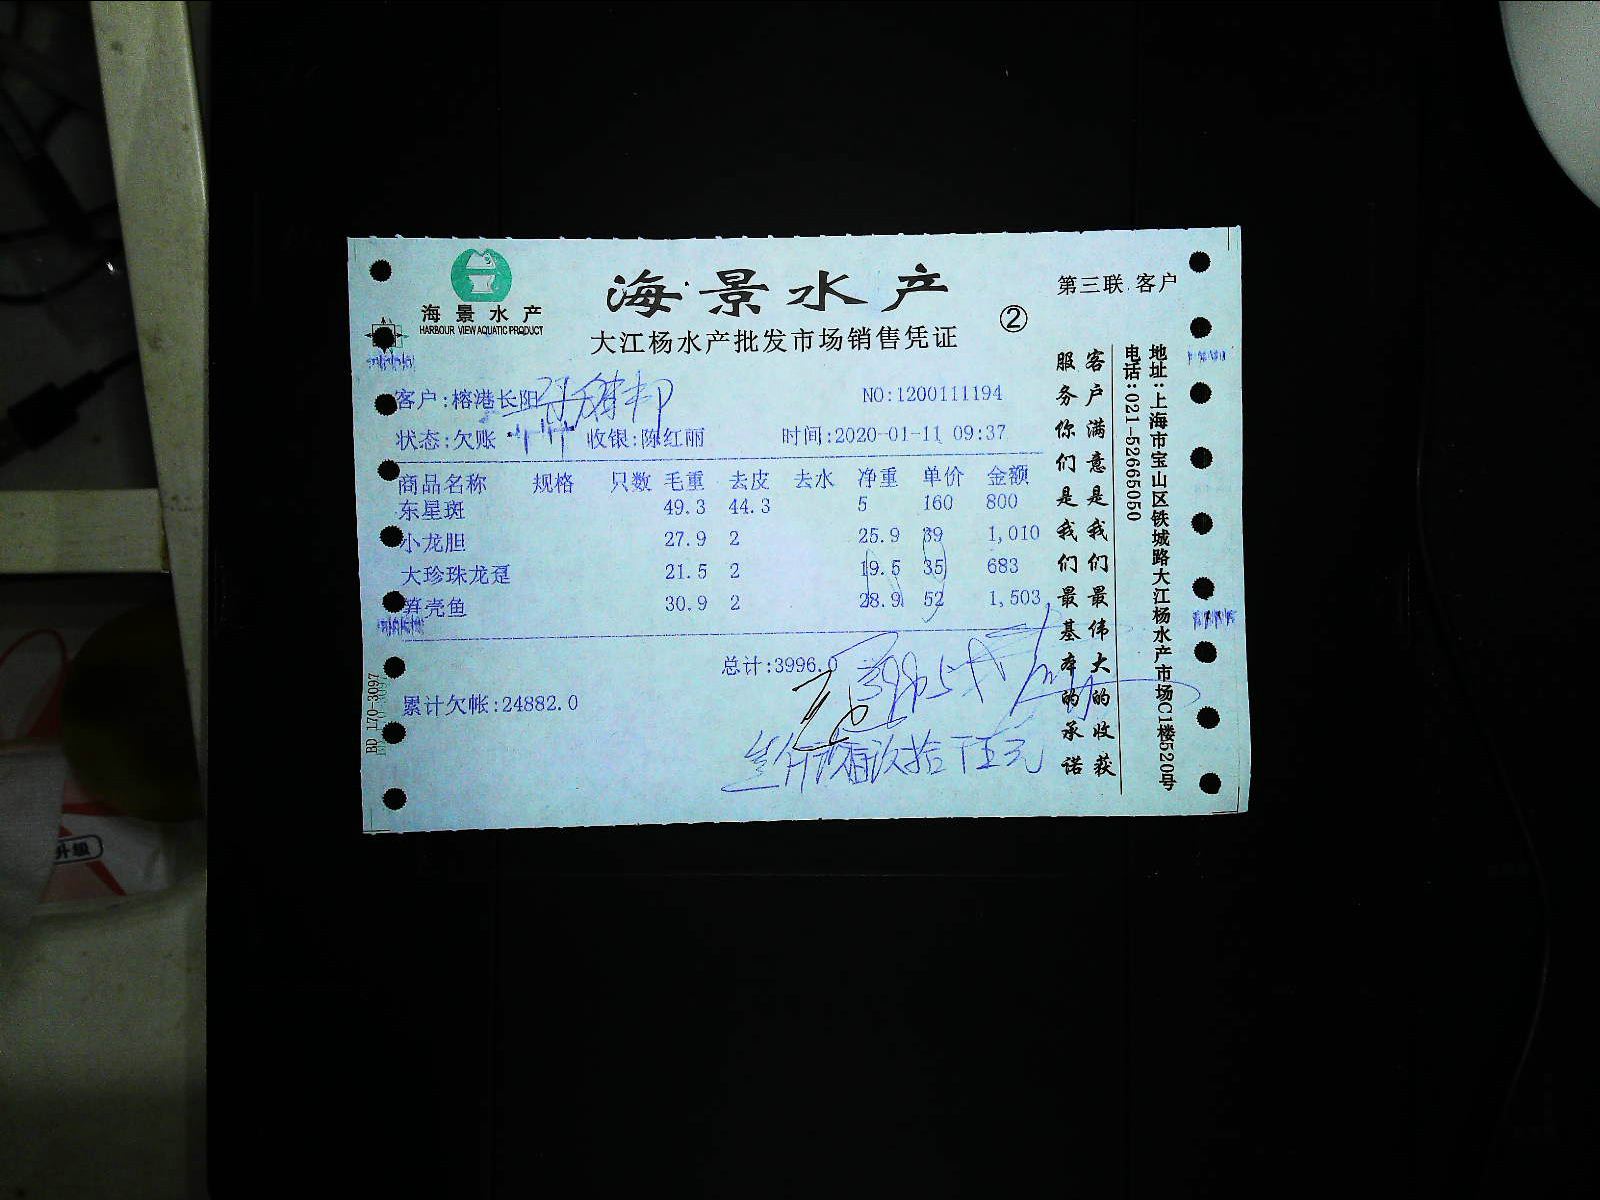 海景水产
HARBOUR VIEW AQUATIC PRODUCT
海景水产
大江杨水产批发市场销售凭证
②
第三联 客户
客户:榕港长阳
NO:1200111194
状态:欠账 收银:陈红丽 时间:2020-01-11 09:37
商品名称 规格 只数 毛重 去皮 去水 净重 单价 金额
东星斑 49.3 44.3 5 160 800
小龙胆 27.9 2 25.9 39 1,010
大珍珠龙趸 21.5 2 19.5 35 683
笋壳鱼 30.9 2 28.9 52 1,503
总计:3996.0
累计欠帐:24882.0
客户满意是我们最伟大的收获
服务你们是我们最基本的承诺
地址:上海市宝山区铁城路大江杨水产市场C1楼520号
电话:021-52665050
BD 170-3097
升级